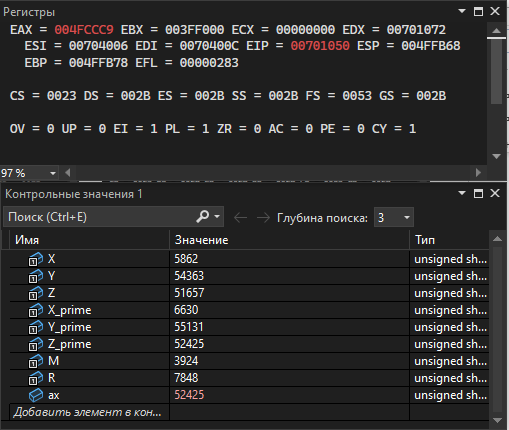 Регистры
EAX = 004FCCC9 EBX = 003FF000 ECX = 00000000 EDX = 00701072
ESI = 00704006 EDI = 0070400C EIP = 00701050 ESP = 004FFB68
EBP = 004FFB78 EFL = 00000283
CS = 0023 DS = 002B ES = 002B SS = 002B FS = 0053 GS = 002B
OV = 0 UP = 0 EI = 1 PL = 1 ZR = 0 AC = 0 PE = 0 CY = 1
97 %
Контрольные значения 1
Поиск (Ctrl+E) Глубина поиска: 3
Имя Значение Тип
X 5862 unsigned sh...
Y 54363 unsigned sh...
Z 51657 unsigned sh...
X_prime 6630 unsigned sh...
Y_prime 55131 unsigned sh...
Z_prime 52425 unsigned sh...
M 3924 unsigned sh...
R 7848 unsigned sh...
ax 52425 unsigned sh...
Добавить элемент в кон...